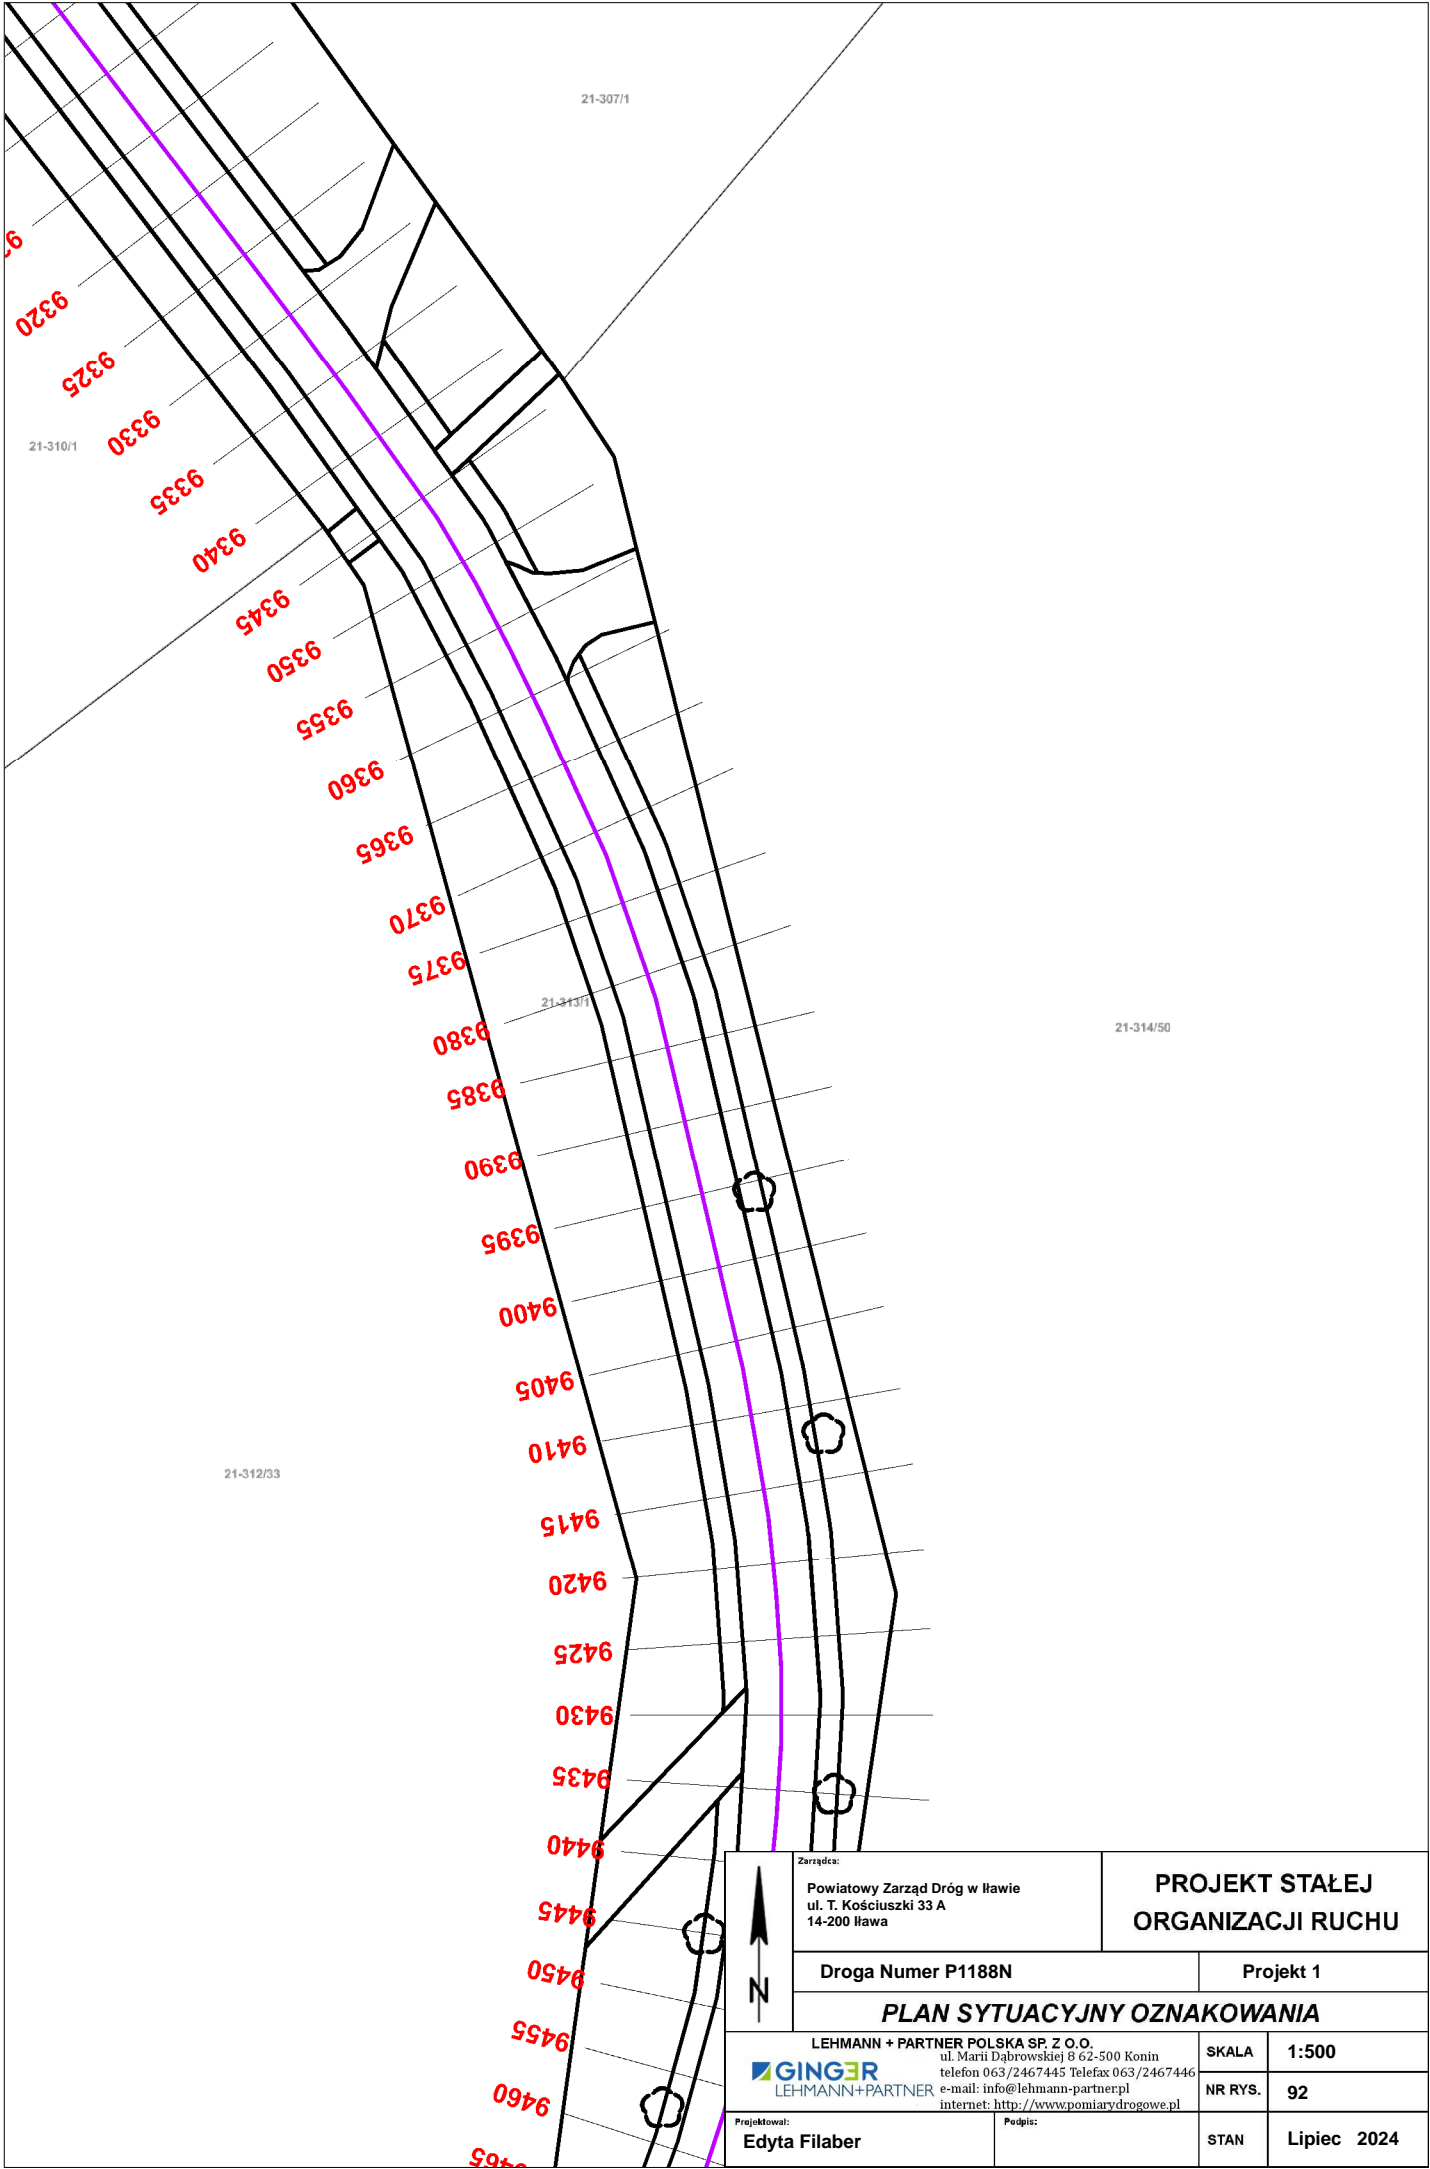 21-307/1
9320
9325
9330
21-310/1
9335
9340
9345
9350
9355
9360
9365
9370
9375
21-313/1
9380
21-314/50
9385
9390
9395
9400
9405
9410
21-312/33
9415
9420
9425
9430
9435
9440
9445
9450
9455
9460
Zarządca:
Powiatowy Zarząd Dróg w Iławie
ul. T. Kościuszki 33 A
14-200 Iława
PROJEKT STAŁEJ
ORGANIZACJI RUCHU
N
Droga Numer P1188N
Projekt 1
PLAN SYTUACYJNY OZNAKOWANIA
LEHMANN + PARTNER POLSKA SP. Z O.O.
GINGER
LEHMANN+PARTNER
ul. Marii Dąbrowskiej 8 62-500 Konin
telefon 063/2467445 Telefax 063/2467446
e-mail: info@lehmann-partner.pl
internet: http://www.pomiarydrogowe.pl
SKALA 1:500
NR RYS. 92
Projektował:
Edyta Filaber
Podpis:
STAN Lipiec 2024